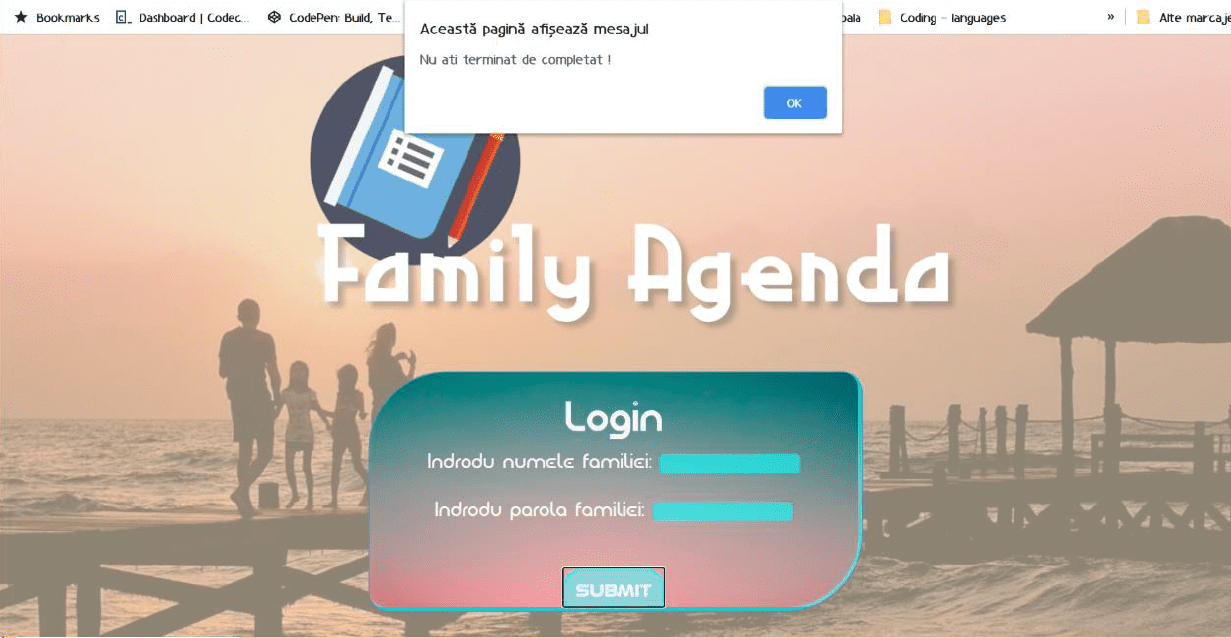 Bookmarks Dashboard | Codec... CodePen: Build, Te... Coding - languages » Alte marcaje
Această pagină afișează mesajul
Nu ati terminat de completat !
OK
Family Agenda
Login
Indrodu numele familiei:
Indrodu parola familiei:
SUBMIT